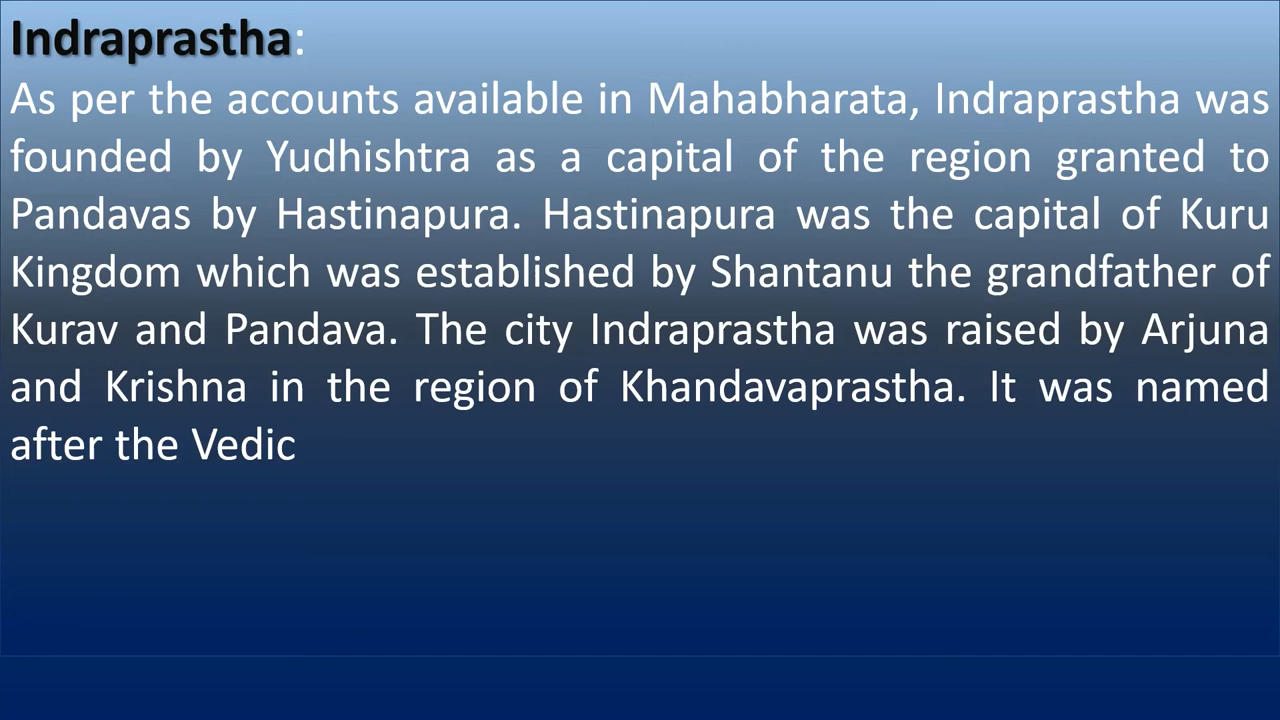 Indraprastha:
As per the accounts available in Mahabharata, Indraprastha was
founded by Yudhishtra as a capital of the region granted to
Pandavas by Hastinapura. Hastinapura was the capital of Kuru
Kingdom which was established by Shantanu the grandfather of
Kurav and Pandava. The city Indraprastha was raised by Arjuna
and Krishna in the region of Khandavaprastha. It was named
after the Vedic